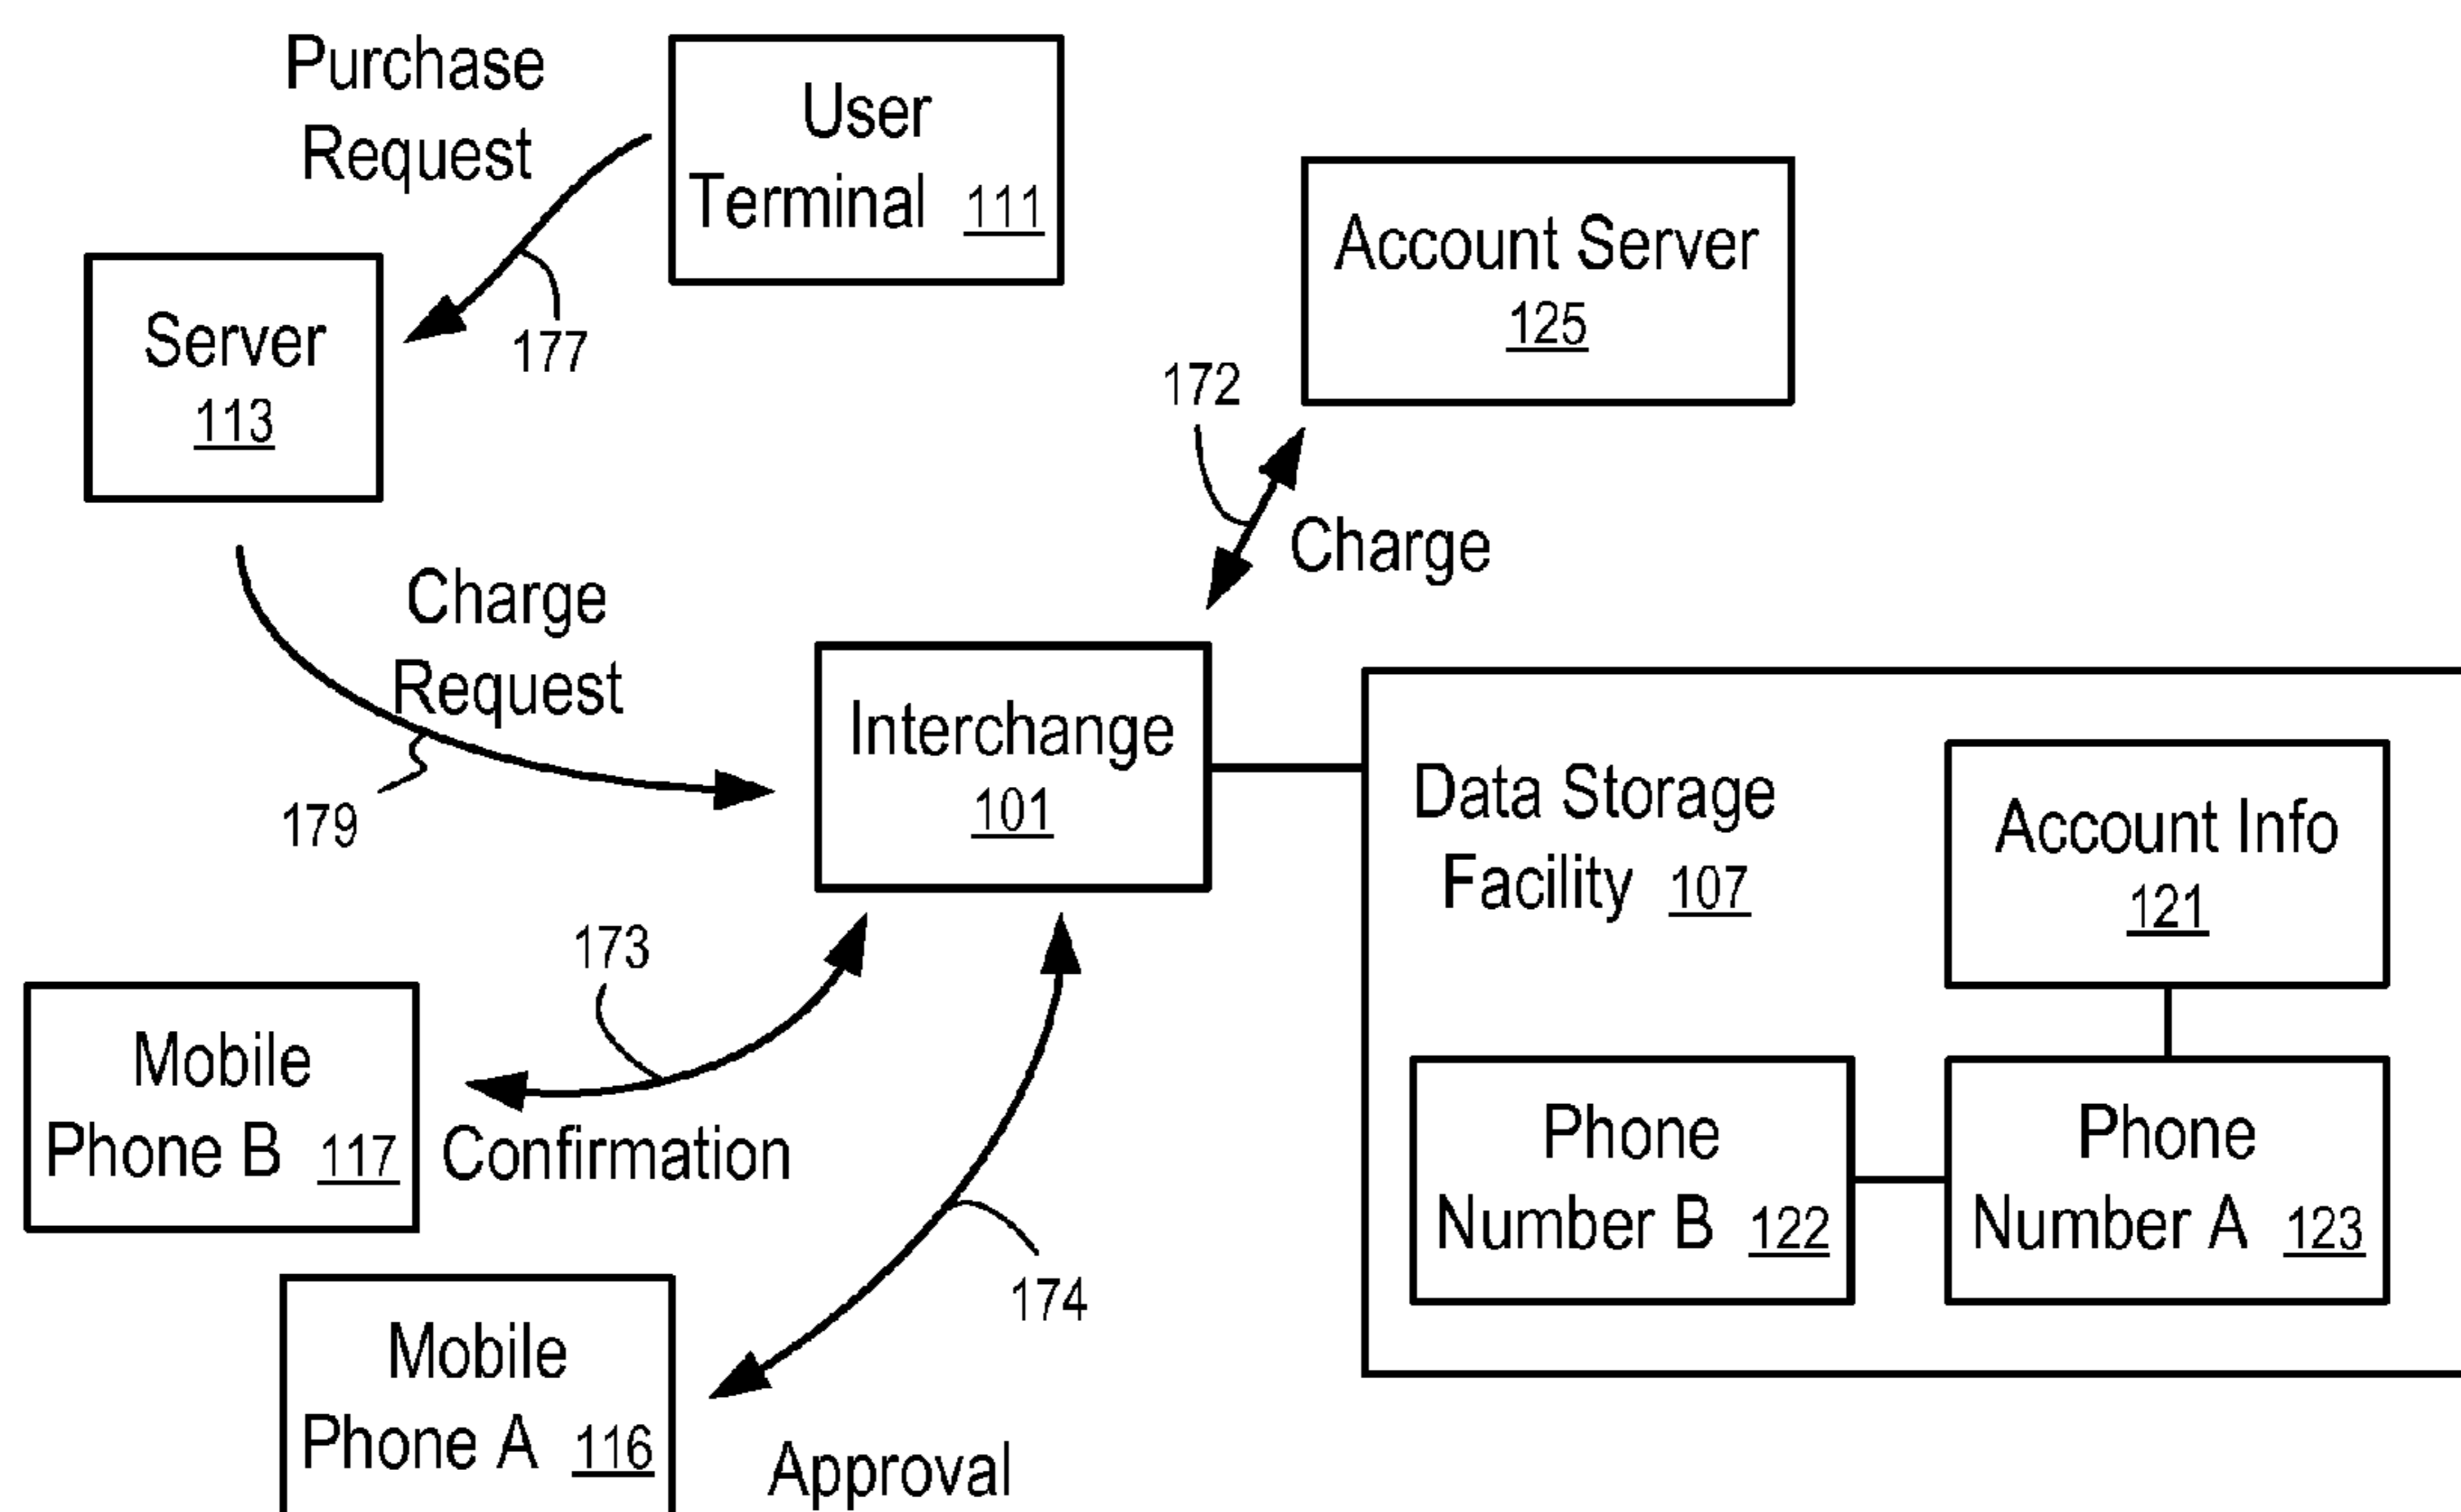 Purchase
Request
User
Terminal 111
177
Server
113
Account Server
125
172
Charge
Charge
Request
179
Interchange
101
Data Storage
Facility 107
Account Info
121
Phone
Number B 122
Phone
Number A 123
173
Mobile
Phone B 117
Confirmation
174
Mobile
Phone A 116
Approval